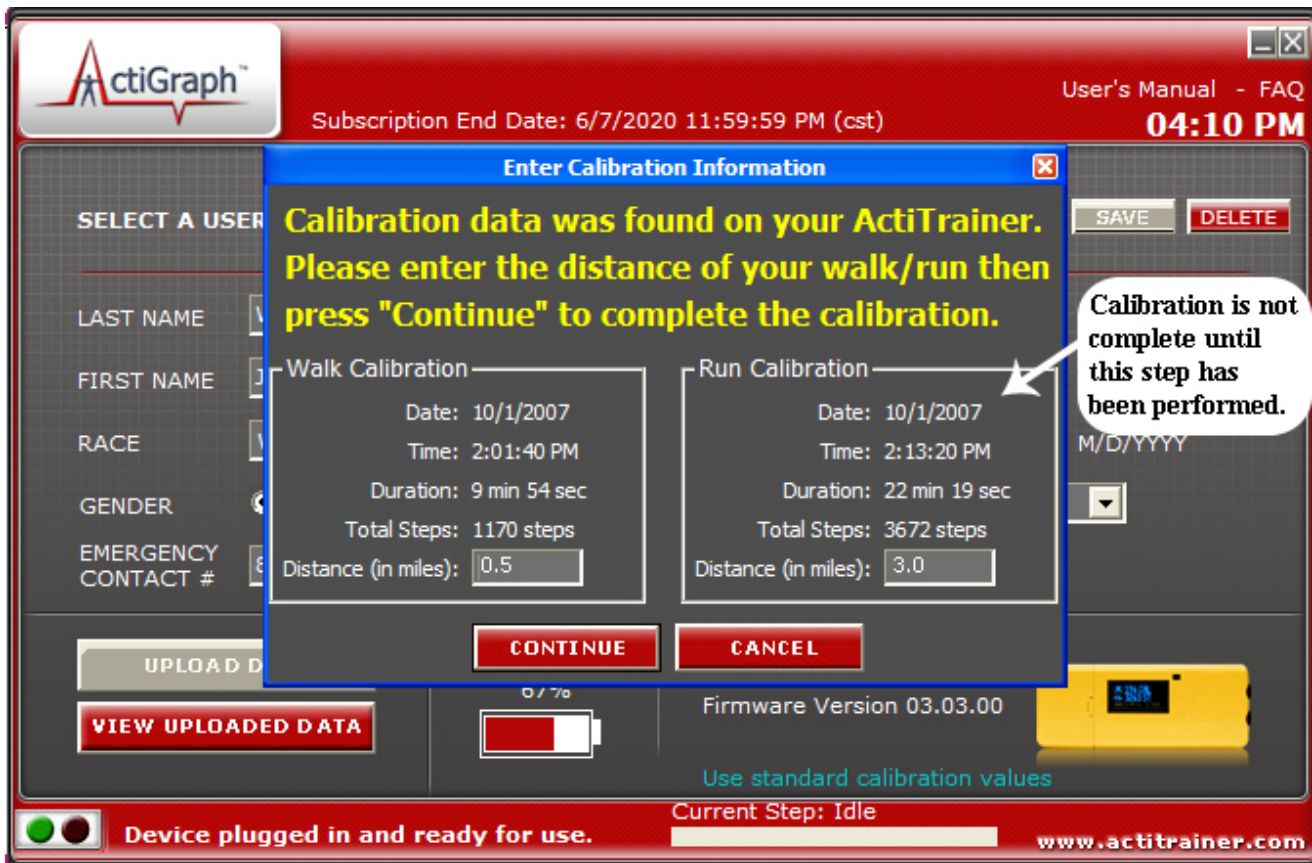 ActiGraph™
User's Manual - FAQ
Subscription End Date: 6/7/2020 11:59:59 PM (cst)
04:10 PM
Enter Calibration Information
Calibration data was found on your ActiTrainer.
Please enter the distance of your walk/run then
press "Continue" to complete the calibration.
SELECT A USER
SAVE
DELETE
LAST NAME
FIRST NAME
RACE
GENDER
EMERGENCY
CONTACT #
Walk Calibration
Date: 10/1/2007
Time: 2:01:40 PM
Duration: 9 min 54 sec
Total Steps: 1170 steps
Distance (in miles): 0.5
Run Calibration
Date: 10/1/2007
Time: 2:13:20 PM
Duration: 22 min 19 sec
Total Steps: 3672 steps
Distance (in miles): 3.0
Calibration is not
complete until
this step has
been performed.
M/D/YYYY
CONTINUE
CANCEL
UPLOAD D
VIEW UPLOADED DATA
67%
Firmware Version 03.03.00
Use standard calibration values
Device plugged in and ready for use.
Current Step: Idle
www.actitrainer.com